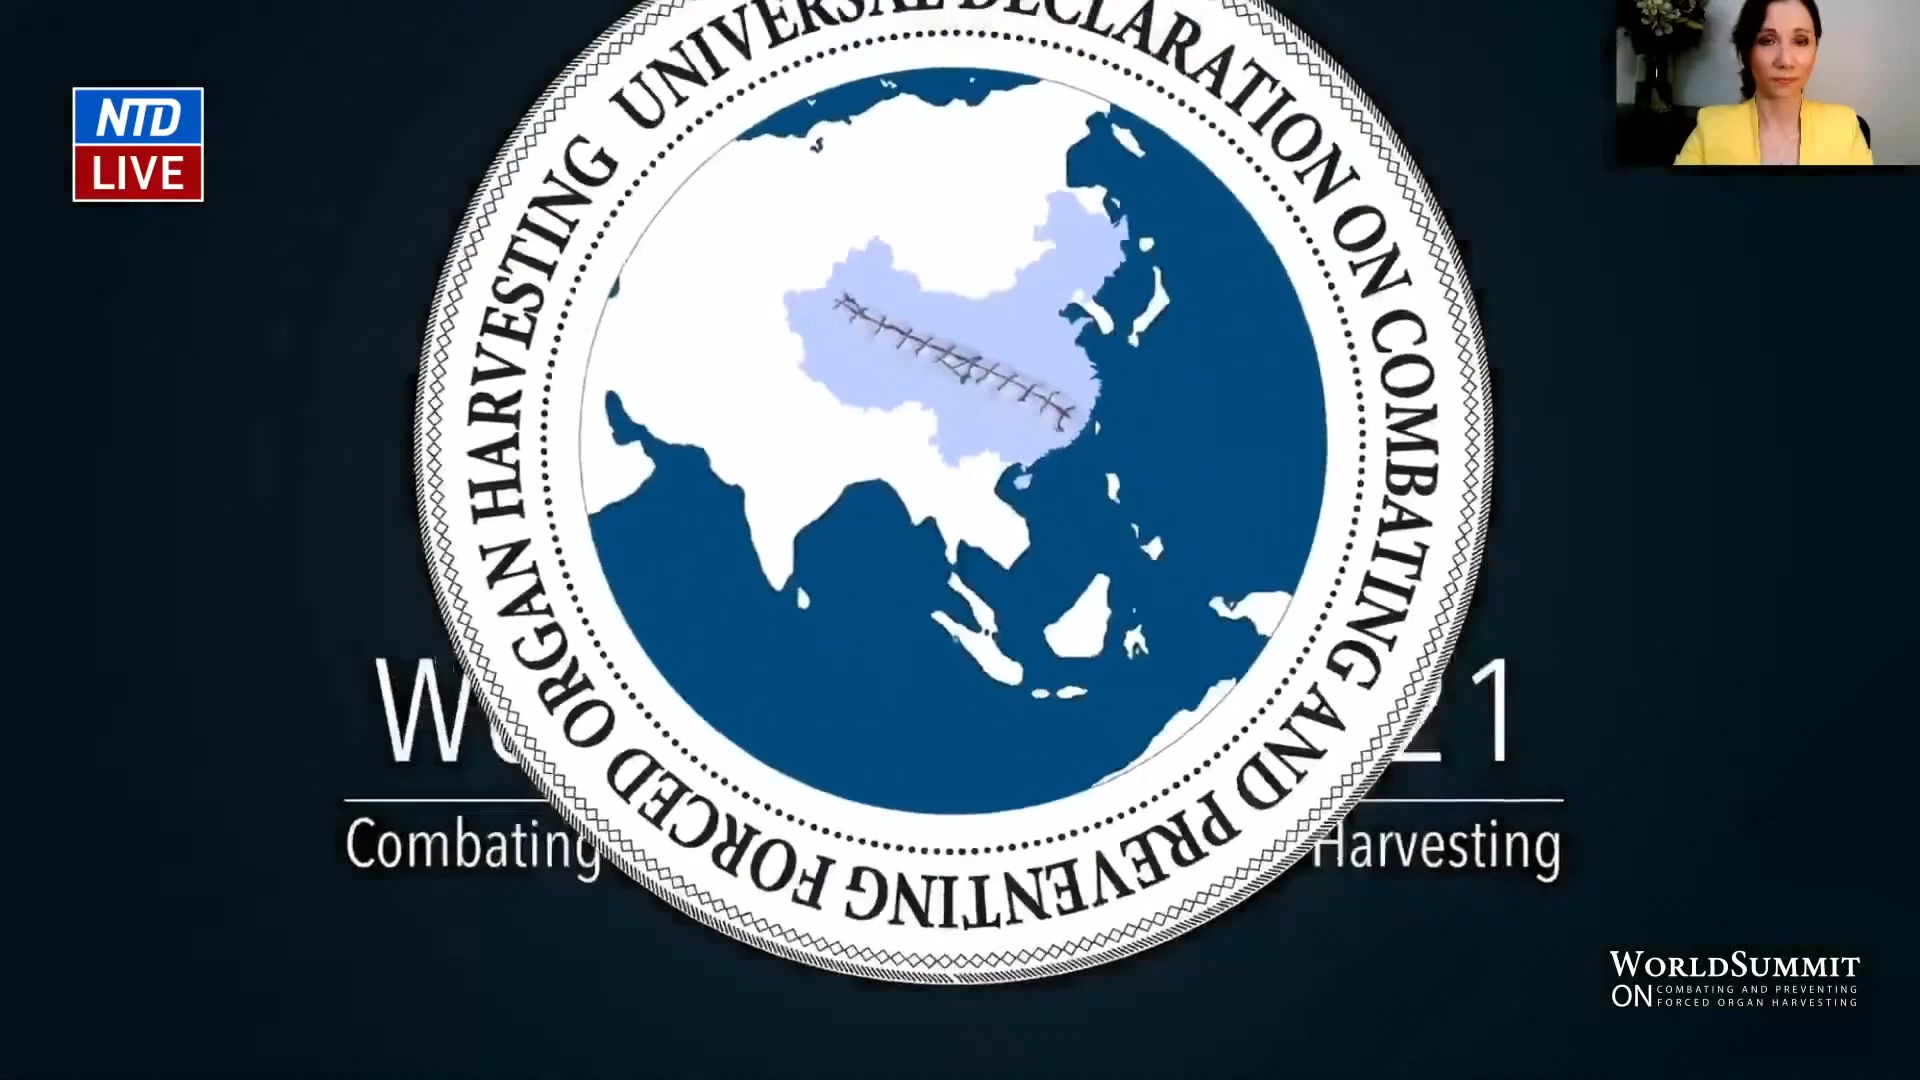 NTD
LIVE
UNIVERSAL DECLARATION ON COMBATING AND PREVENTING FORCED ORGAN HARVESTING
21
Combating
Harvesting
WORLDSUMMIT
ON COMBATING AND PREVENTING
FORCED ORGAN HARVESTING